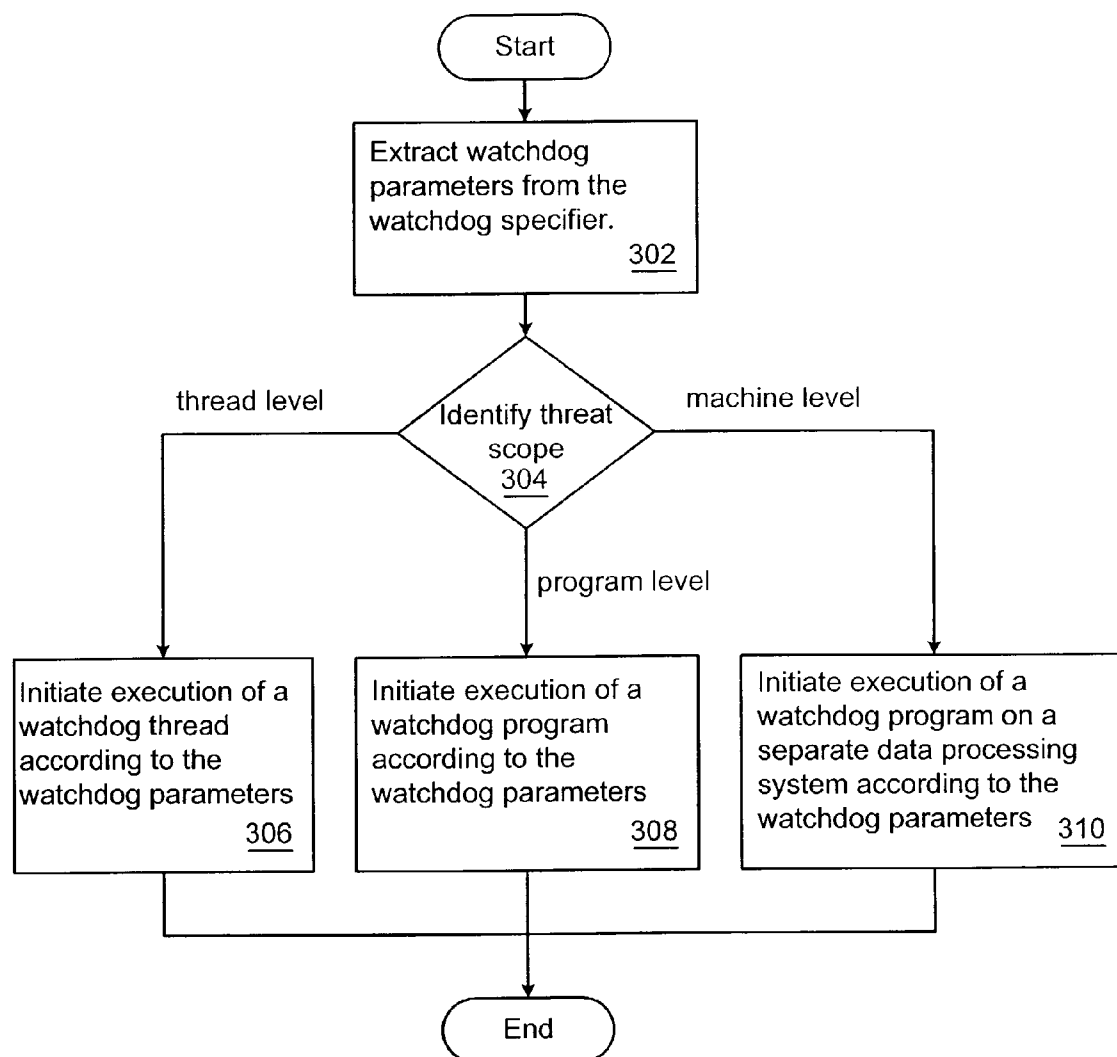 Start
Extract watchdog
parameters from the
watchdog specifier.
302
thread level
machine level
Identify threat
scope
304
program level
Initiate execution of a
watchdog thread
according to the
watchdog parameters
306
Initiate execution of a
watchdog program
according to the
watchdog parameters
308
Initiate execution of a
watchdog program on a
separate data processing
system according to the
watchdog parameters
310
End